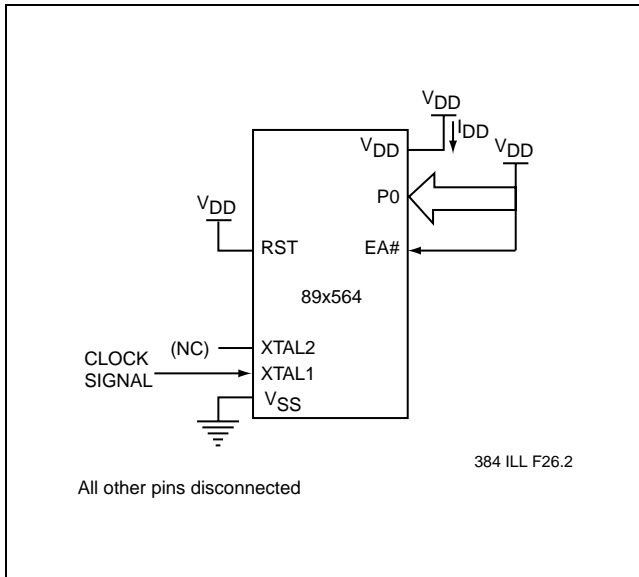 VDD
IDD
VDD
VDD
P0
VDD
RST
EA#
89x564
(NC)
XTAL2
CLOCK
SIGNAL
XTAL1
VSS
384 ILL F26.2
All other pins disconnected